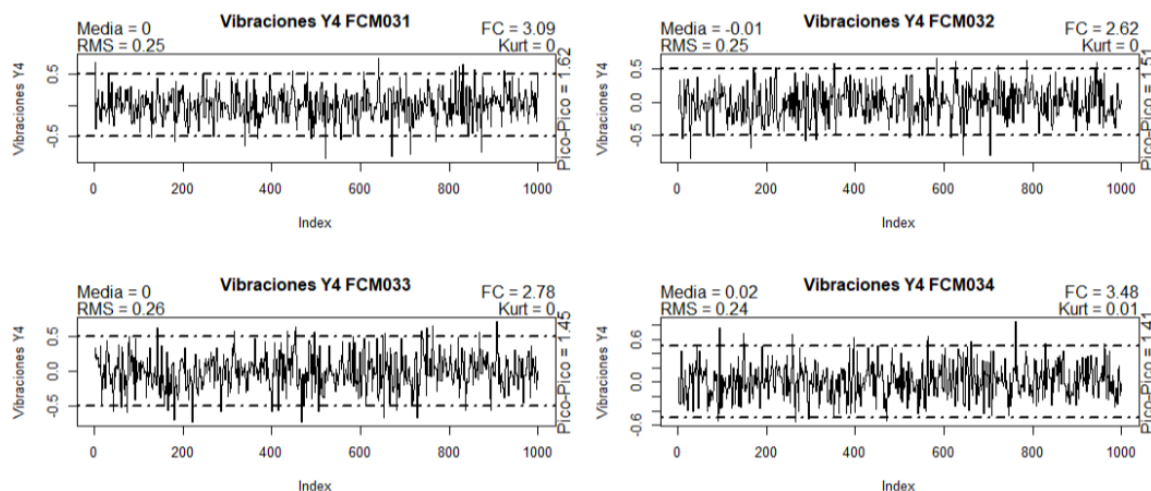 Vibraciones Y4 FCM031
Media = 0
FC = 3.09
RMS = 0.25
Kurt = 0
Vibraciones Y4
0.5
-0.5
Pico-Pico = 1.62
0 200 400 600 800 1000
Index
Vibraciones Y4 FCM032
Media = -0.01
FC = 2.62
RMS = 0.25
Kurt = 0
Vibraciones Y4
0.5
0.0
-0.5
Pico-Pico = 1.51
0 200 400 600 800 1000
Index
Vibraciones Y4 FCM033
Media = 0
FC = 2.78
RMS = 0.26
Kurt = 0
Vibraciones Y4
0.5
0.0
-0.5
Pico-Pico = 1.45
0 200 400 600 800 1000
Index
Vibraciones Y4 FCM034
Media = 0.02
FC = 3.48
RMS = 0.24
Kurt = 0.01
Vibraciones Y4
0.6
0.0
-0.6
Pico-Pico = 1.41
0 200 400 600 800 1000
Index